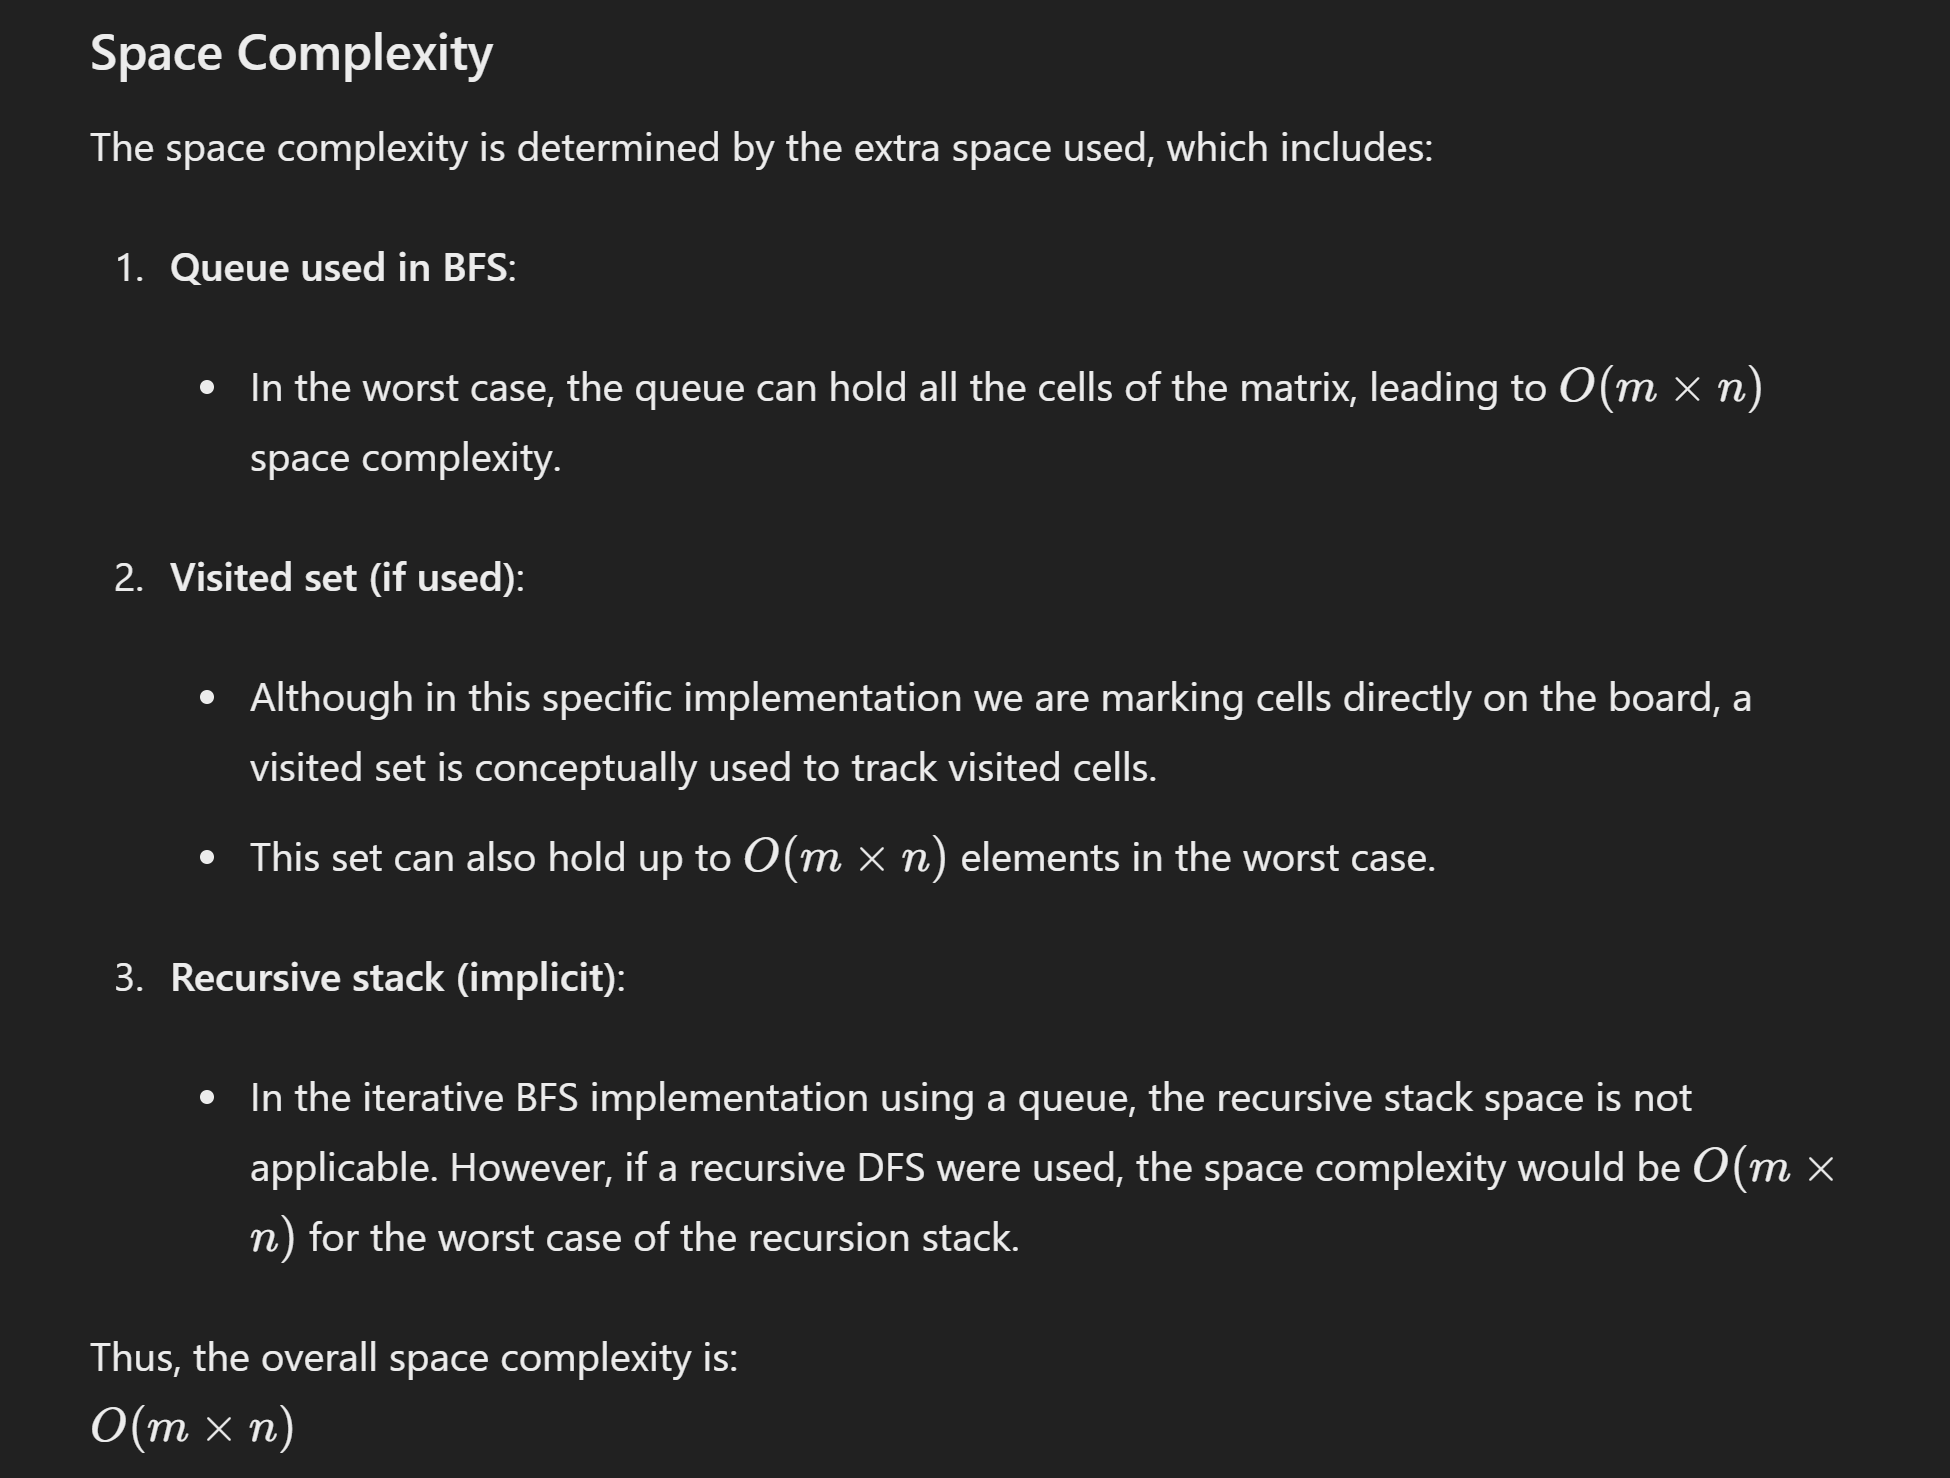 Space Complexity
The space complexity is determined by the extra space used, which includes:
1. Queue used in BFS:
• In the worst case, the queue can hold all the cells of the matrix, leading to O(m × n)
space complexity.
2. Visited set (if used):
• Although in this specific implementation we are marking cells directly on the board, a
visited set is conceptually used to track visited cells.
• This set can also hold up to O(m × n) elements in the worst case.
3. Recursive stack (implicit):
• In the iterative BFS implementation using a queue, the recursive stack space is not
applicable. However, if a recursive DFS were used, the space complexity would be O(m ×
n) for the worst case of the recursion stack.
Thus, the overall space complexity is:
O(m × n)